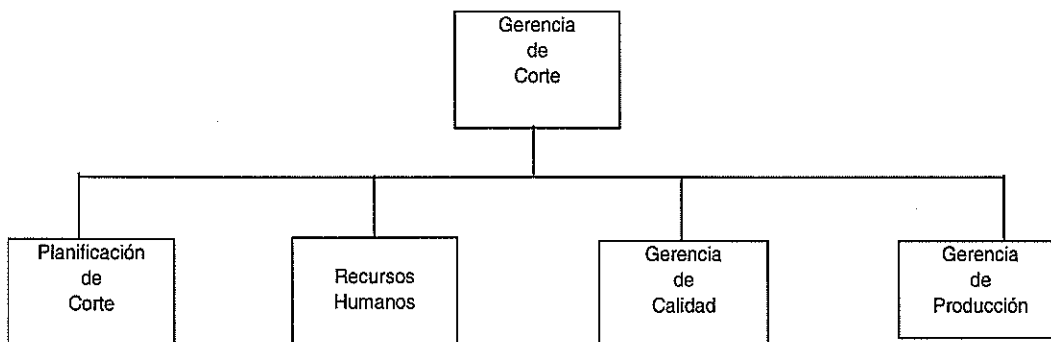 Gerencia
de
Corte
Planificación
de
Corte
Recursos
Humanos
Gerencia
de
Calidad
Gerencia
de
Producción